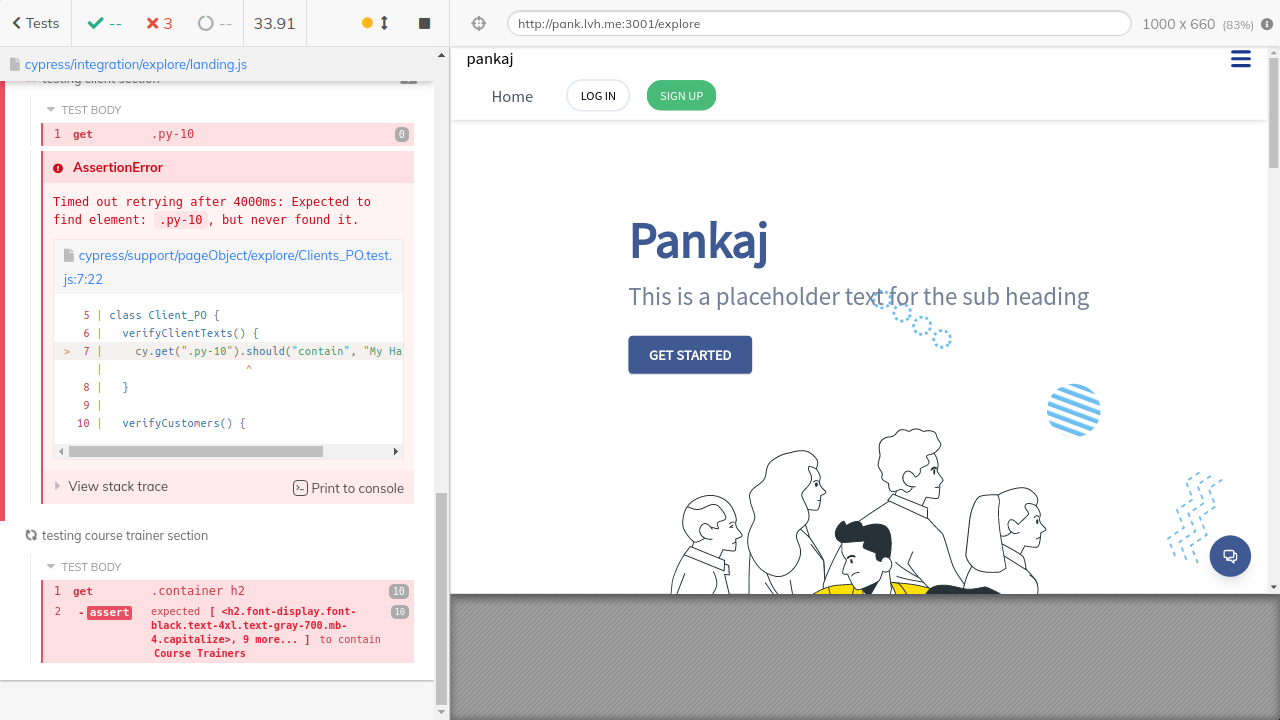 Tests
--
3
--
33.91
http://pank.lvh.me:3001/explore
1000 x 660 (83%)
cypress/integration/explore/landing.js
testing client section
TEST BODY
1 get .py-10 0
AssertionError
Timed out retrying after 4000ms: Expected to
find element: .py-10, but never found it.
cypress/support/pageObject/explore/Clients_PO.test.
js:7:22
5 | class Client_PO {
6 | verifyClientTexts() {
> 7 | cy.get(".py-10").should("contain", "My Ha
| ^
8 | }
9 |
10 | verifyCustomers() {
View stack trace
Print to console
testing course trainer section
TEST BODY
1 get .container h2 10
2 - assert expected [ <h2.font-display.font- 10
black.text-4xl.text-gray-700.mb-
4.capitalize>, 9 more... ] to contain
Course Trainers
pankaj
Home
LOG IN
SIGN UP
Pankaj
This is a placeholder text for the sub heading
GET STARTED